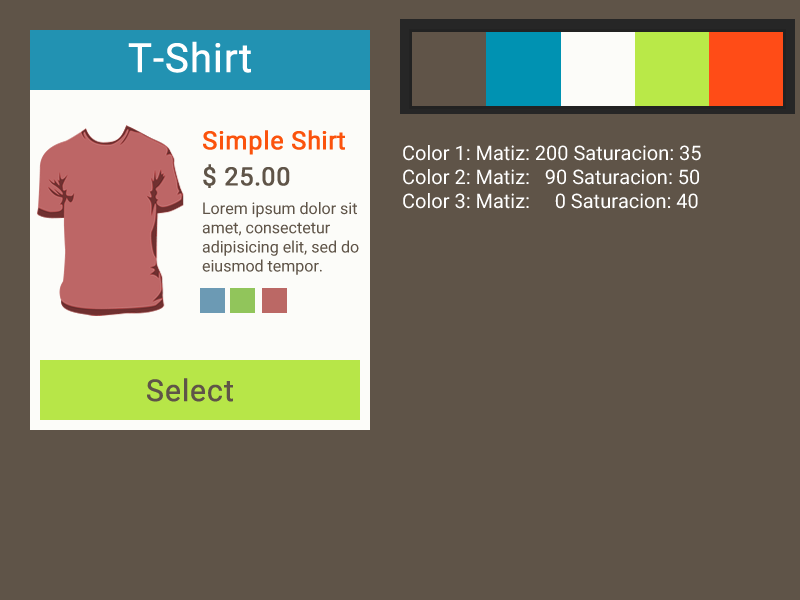 T-Shirt
Simple Shirt
$ 25.00
Lorem ipsum dolor sit
amet, consectetur
adipisicing elit, sed do
eiusmod tempor.
Select
Color 1: Matiz: 200 Saturacion: 35
Color 2: Matiz: 90 Saturacion: 50
Color 3: Matiz: 0 Saturacion: 40